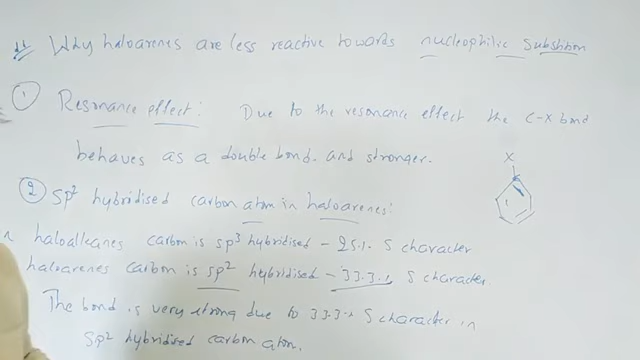 Why haloarenes are less reactive towards nucleophilic substition
① Resonance effect: Due to the resonance effect the C-X bond
behaves as a double bond. and stronger.
X
② Sp² hybridised carbon atom in haloarenes:
haloalkanes carbon is sp³ hybridised - 25% S character
haloarenes carbon is sp² hybridised - 33.3% S character
The bond is very strong due to 33.3% S character in
Sp² hybridised carbon atom.